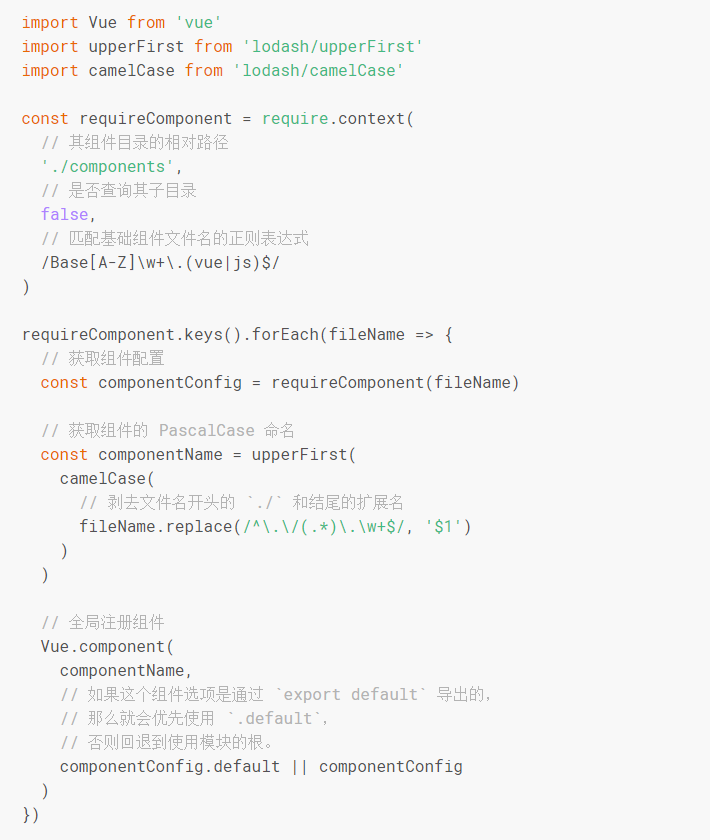 import Vue from 'vue'
import upperFirst from 'lodash/upperFirst'
import camelCase from 'lodash/camelCase'

const requireComponent = require.context(
  // 其组件目录的相对路径
  './components',
  // 是否查询其子目录
  false,
  // 匹配基础组件文件名的正则表达式
  /Base[A-Z]\w+\.(vue|js)$/
)

requireComponent.keys().forEach(fileName => {
  // 获取组件配置
  const componentConfig = requireComponent(fileName)

  // 获取组件的 PascalCase 命名
  const componentName = upperFirst(
    camelCase(
      // 剥去文件名开头的 `./` 和结尾的扩展名
      fileName.replace(/^\.\/(.*)\.\w+$/, '$1')
    )
  )

  // 全局注册组件
  Vue.component(
    componentName,
    // 如果这个组件选项是通过 `export default` 导出的，
    // 那么就会优先使用 `.default`，
    // 否则回退到使用模块的根。
    componentConfig.default || componentConfig
  )
})